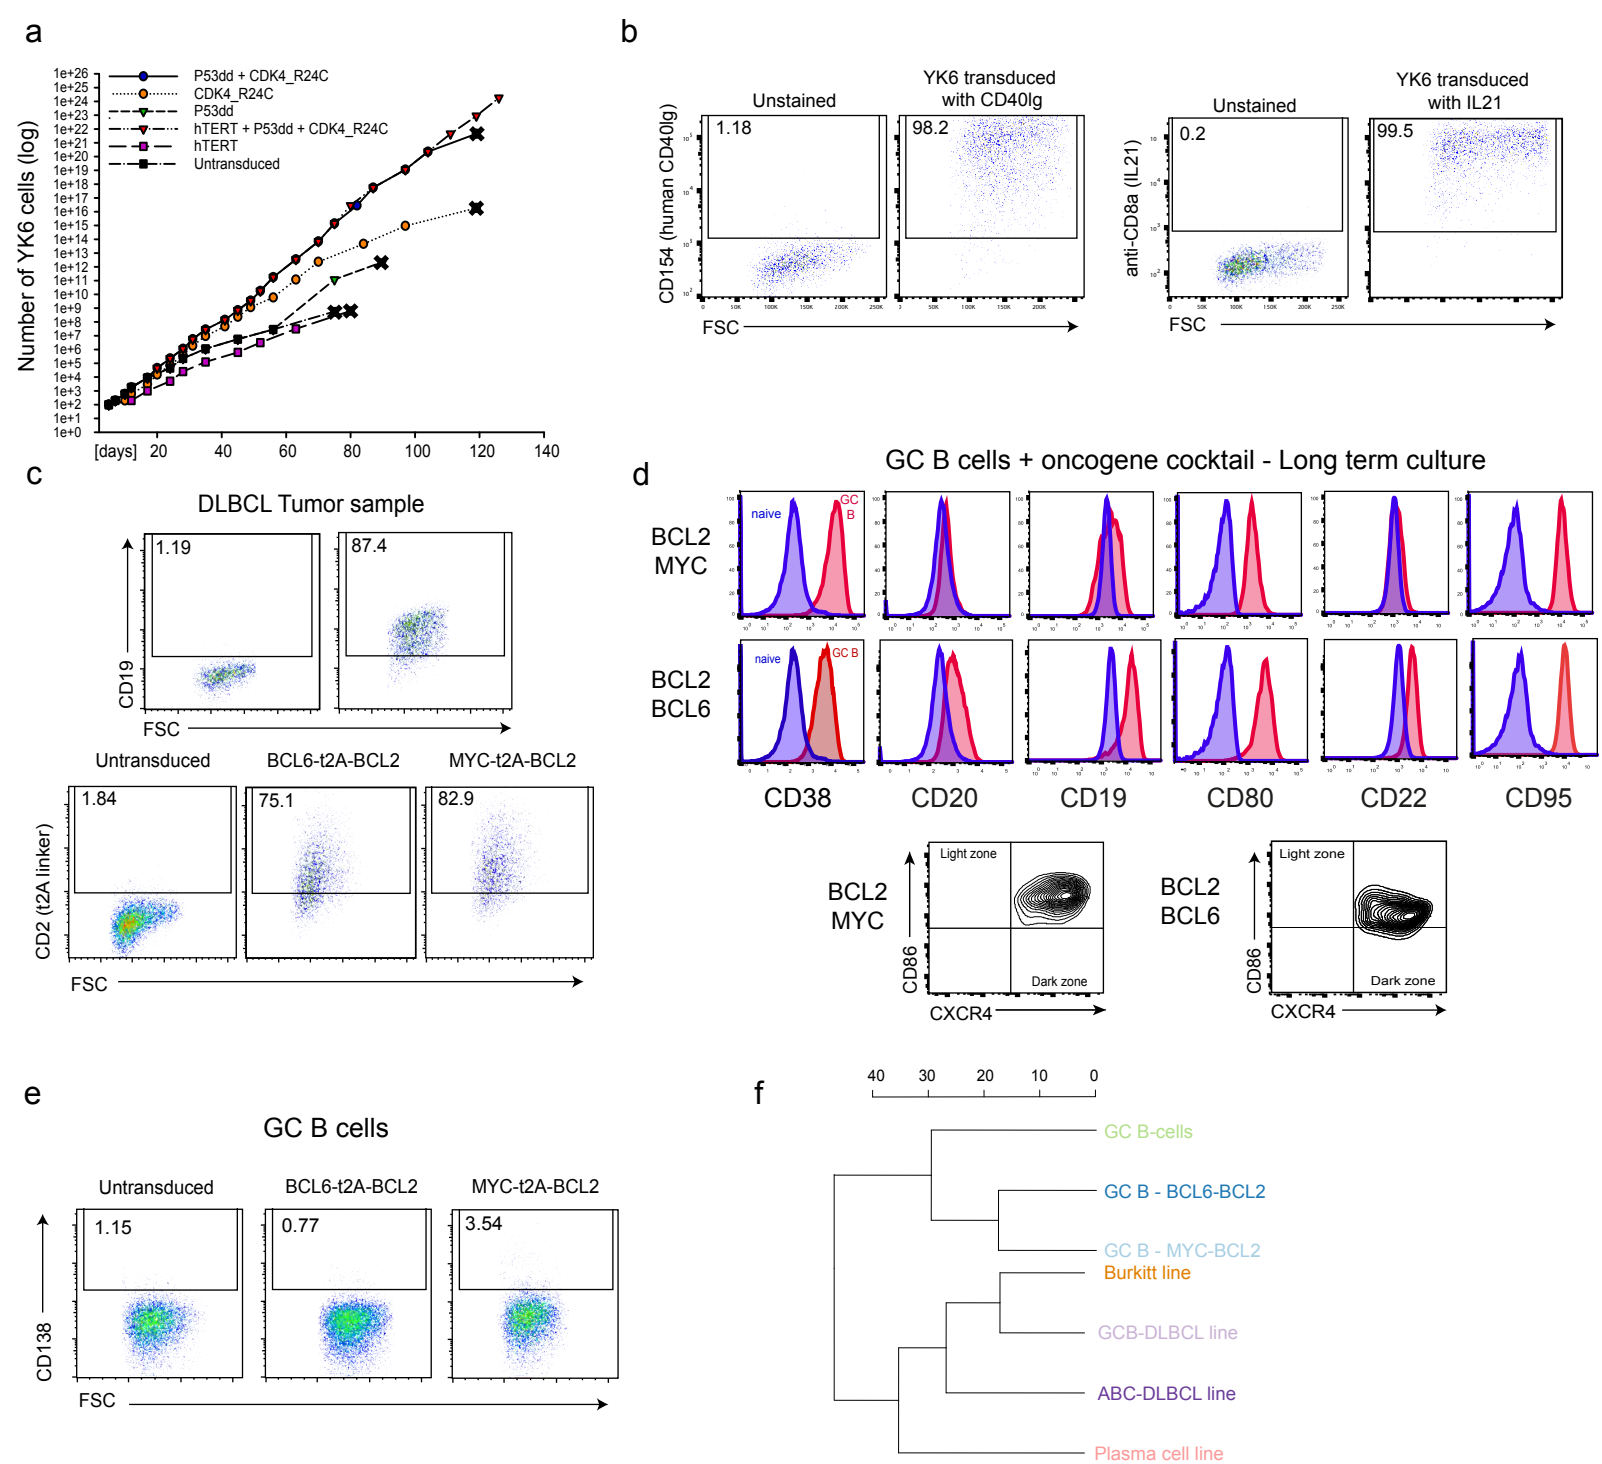 a
Number of YK6 cells (log)
1e+26
1e+25
1e+24
1e+23
1e+22
1e+21
1e+20
1e+19
1e+18
1e+17
1e+16
1e+15
1e+14
1e+13
1e+12
1e+11
1e+10
1e+9
1e+8
1e+7
1e+6
1e+5
1e+4
1e+3
1e+2
1e+1
1e+0
P53dd + CDK4_R24C
CDK4_R24C
P53dd
hTERT + P53dd + CDK4_R24C
hTERT
Untransduced
[days] 20 40 60 80 100 120 140
b
Unstained
YK6 transduced
with CD40lg
CD154 (human CD40lg)
1.18
98.2
FSC
Unstained
YK6 transduced
with IL21
anti-CD8a (IL21)
0.2
99.5
FSC
c
DLBCL Tumor sample
CD19
1.19
87.4
FSC
Untransduced
BCL6-t2A-BCL2
MYC-t2A-BCL2
CD2 (t2A linker)
1.84
75.1
82.9
FSC
d
GC B cells + oncogene cocktail - Long term culture
BCL2
MYC
naive
GC
B
BCL2
BCL6
naive
GC B
CD38
CD20
CD19
CD80
CD22
CD95
BCL2
MYC
CD86
Light zone
Dark zone
CXCR4
BCL2
BCL6
CD86
Light zone
Dark zone
CXCR4
e
GC B cells
Untransduced
BCL6-t2A-BCL2
MYC-t2A-BCL2
CD138
1.15
0.77
3.54
FSC
f
40 30 20 10 0
GC B-cells
GC B - BCL6-BCL2
GC B - MYC-BCL2
Burkitt line
GCB-DLBCL line
ABC-DLBCL line
Plasma cell line